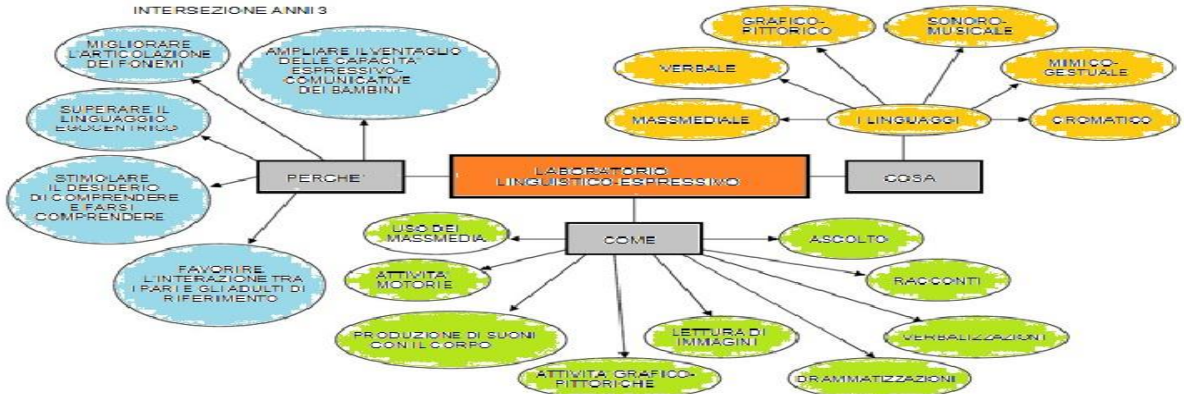 INTERSEZIONE ANNI 3
MIGLIORARE
L'ARTICOLAZIONE
DEI FONEMI
AMPLIARE IL VENTAGLIO
DELLE CAPACITA'
ESPRESSIVO-
COMUNICATIVE
DEI BAMBINI
SUPERARE IL
LINGUAGGIO
EGOCENTRICO
STIMOLARE
IL DESIDERIO
DI COMPRENDERE
E FARSI
COMPRENDERE
FAVORIRE
L'INTERAZIONE TRA
I PARI E GLI ADULTI DI
RIFERIMENTO
PERCHE'
LABORATORIO
LINGUISTICO-ESPRESSIVO
COSA
GRAFICO-
PITTORICO
SONORO-
MUSICALE
VERBALE
MIMICO-
GESTUALE
MASSMEDIALE
I LINGUAGGI
CROMATICO
COME
USO DEI
MASSMEDIA
ASCOLTO
ATTIVITA'
MOTORIE
RACCONTI
PRODUZIONE DI SUONI
CON IL CORPO
LETTURA DI
IMMAGINI
VERBALIZZAZIONI
ATTIVITA' GRAFICO-
PITTORICHE
DRAMMATIZZAZIONI